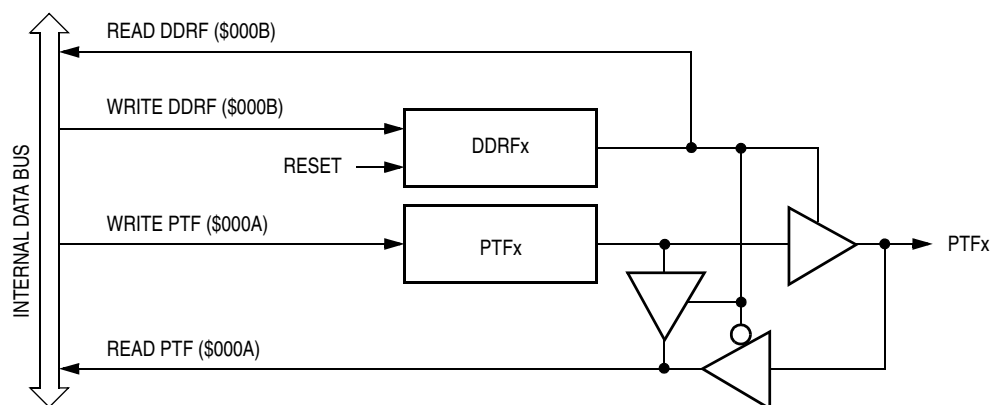 READ DDRF ($000B)
WRITE DDRF ($000B)
DDRFx
RESET
INTERNAL DATA BUS
WRITE PTF ($000A)
PTFx
PTFx
READ PTF ($000A)